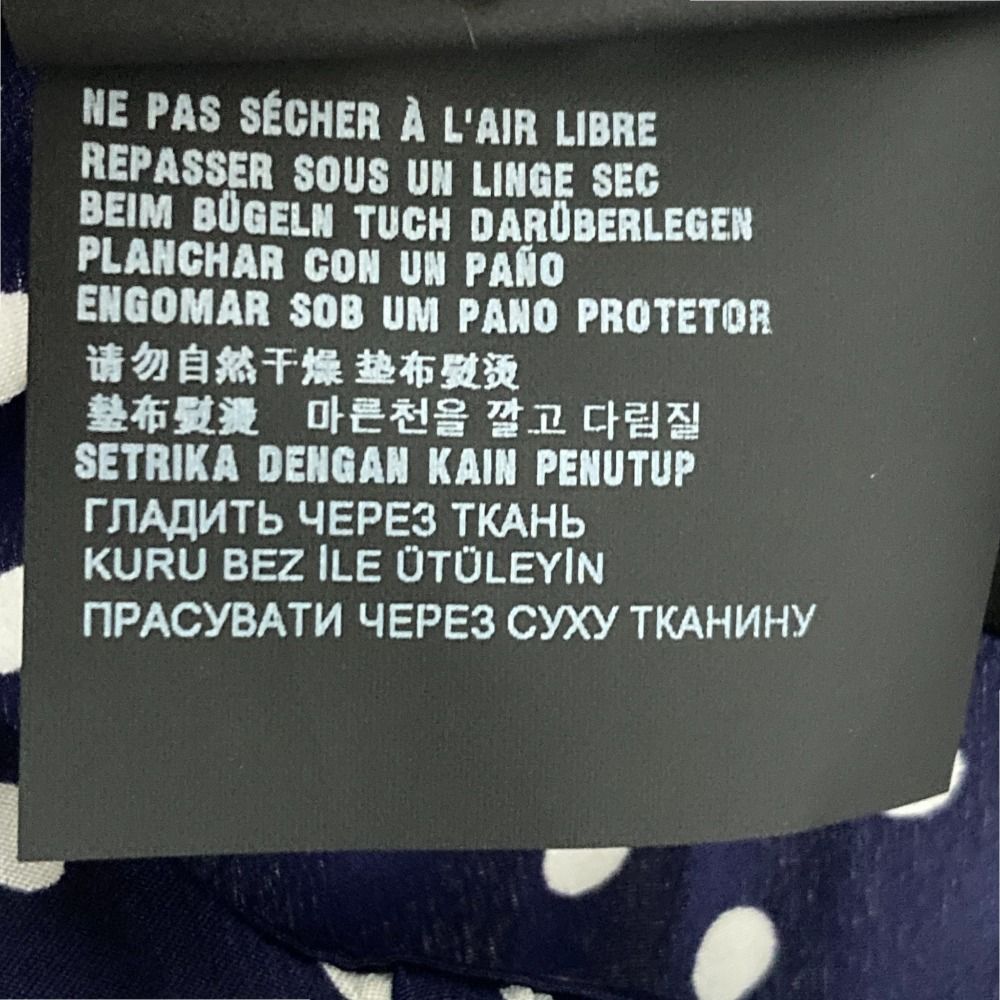 NE PAS SÉCHER À L'AIR LIBRE
REPASSER SOUS UN LINGE SEC
BEIM BÜGELN TUCH DARÜBERLEGEN
PLANCHAR CON UN PAÑO
ENGOMAR SOB UM PANO PROTETOR
请勿自然干燥 垫布熨烫
墊布熨燙 마른천을 깔고 다림질
SETRIKA DENGAN KAIN PENUTUP
ГЛАДИТЬ ЧЕРЕЗ ТКАНЬ
KURU BEZ İLE ÜTÜLEYİN
ПРАСУВАТИ ЧЕРЕЗ СУХУ ТКАНИНУ